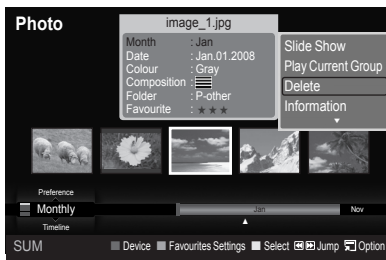 Photo
image_1.jpg
Month : Jan
Date : Jan.01.2008
Colour : Gray
Composition :
Folder : P-other
Favourite : ★★★
Slide Show
Play Current Group
Delete
Information
Preference
Monthly
Timeline
Jan
Nov
SUM
Device
Favourites Settings
Select
Jump
Option